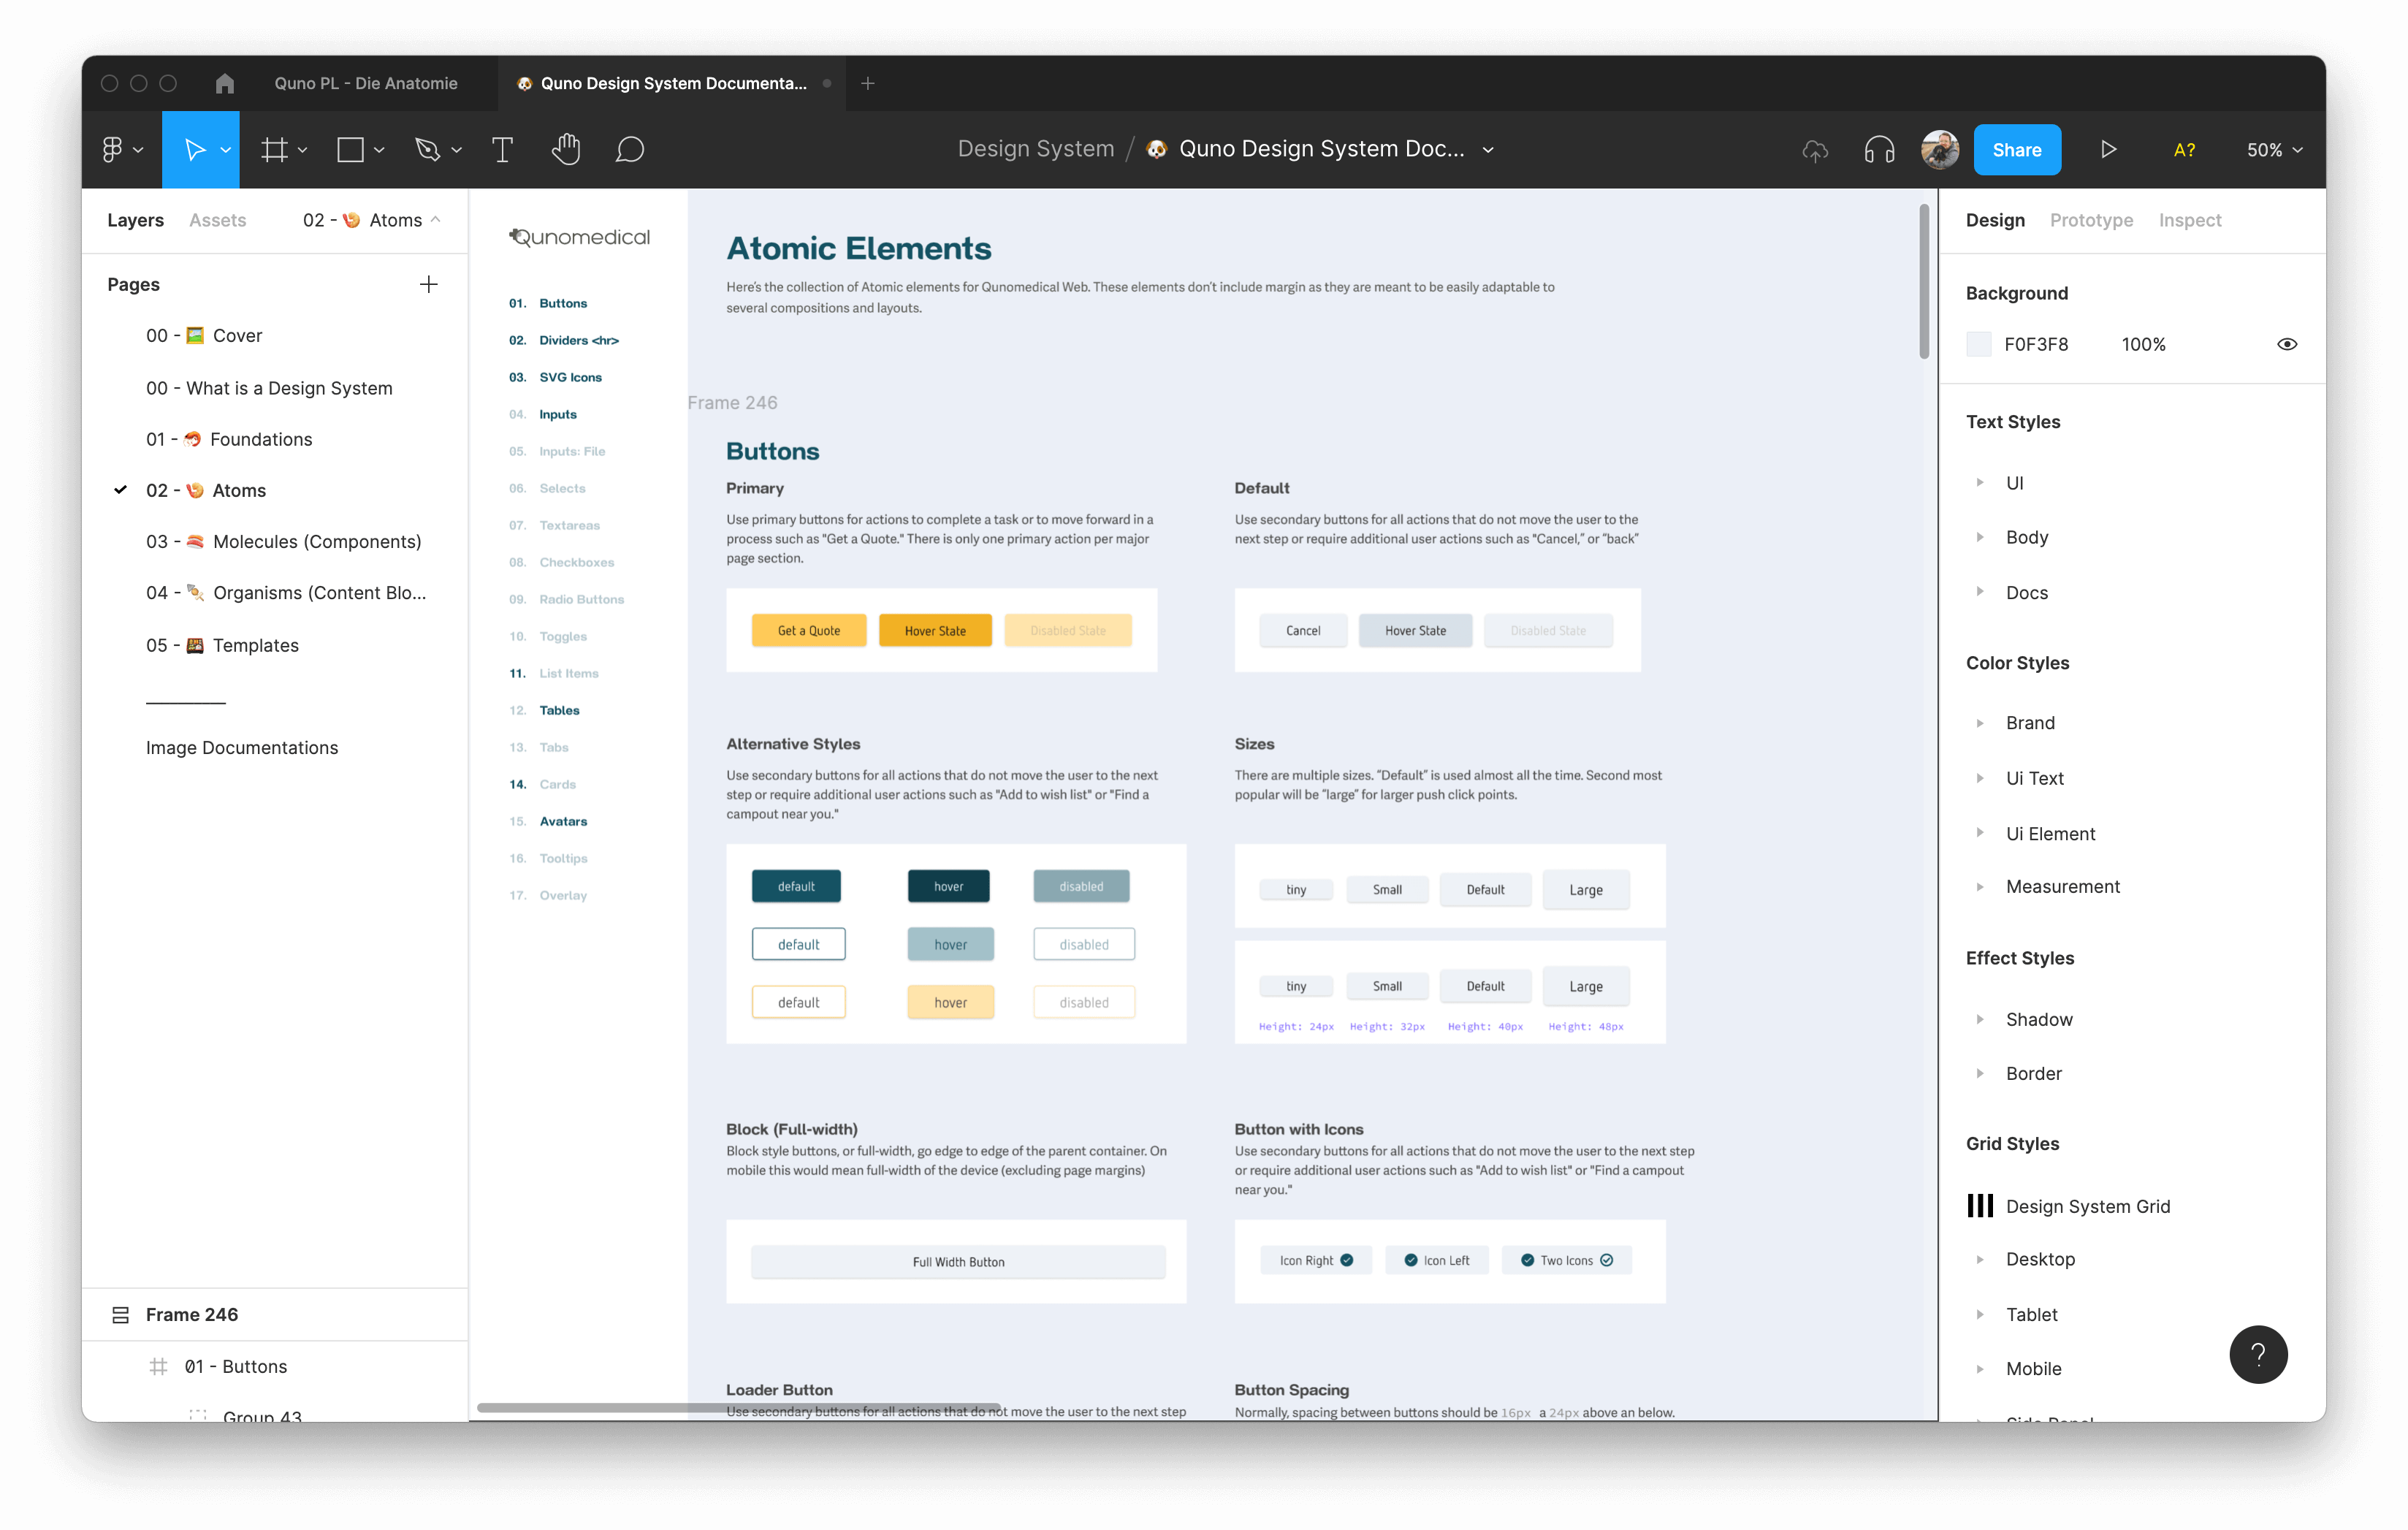 Quno PL - Die Anatomie
🐶 Quno Design System Documenta...
Design System / 🐶 Quno Design System Doc...
Share
A?
50%
Layers
Assets
02 - 🍤 Atoms
Pages
00 - 🖼️ Cover
00 - What is a Design System
01 - 🦐 Foundations
02 - 🍤 Atoms
03 - 🍣 Molecules (Components)
04 - 🍢 Organisms (Content Blo...
05 - 🍱 Templates
Image Documentations
Frame 246
01 - Buttons
Group 43
Qunomedical
01. Buttons
02. Dividers <hr>
03. SVG Icons
04. Inputs
05. Inputs: File
06. Selects
07. Textareas
08. Checkboxes
09. Radio Buttons
10. Toggles
11. List Items
12. Tables
13. Tabs
14. Cards
15. Avatars
16. Tooltips
17. Overlay
Atomic Elements
Here's the collection of Atomic elements for Qunomedical Web. These elements don't include margin as they are meant to be easily adaptable to
several compositions and layouts.
Frame 246
Buttons
Primary
Use primary buttons for actions to complete a task or to move forward in a
process such as "Get a Quote." There is only one primary action per major
page section.
Get a Quote
Hover State
Disabled State
Default
Use secondary buttons for all actions that do not move the user to the
next step or require additional user actions such as "Cancel,” or “back”
Cancel
Hover State
Disabled State
Alternative Styles
Use secondary buttons for all actions that do not move the user to the next
step or require additional user actions such as "Add to wish list" or "Find a
campout near you."
default
hover
disabled
default
hover
disabled
default
hover
disabled
Sizes
There are multiple sizes. “Default” is used almost all the time. Second most
popular will be “large” for larger push click points.
tiny
Small
Default
Large
tiny
Small
Default
Large
Height: 24px
Height: 32px
Height: 40px
Height: 48px
Block (Full-width)
Block style buttons, or full-width, go edge to edge of the parent container. On
mobile this would mean full-width of the device (excluding page margins)
Full Width Button
Button with Icons
Use secondary buttons for all actions that do not move the user to the next step
or require additional user actions such as "Add to wish list" or "Find a campout
near you."
Icon Right
Icon Left
Two Icons
Loader Button
Use secondary buttons for all actions that do not move the user to the next step
Button Spacing
Normally, spacing between buttons should be 16px a 24px above an below.
Design
Prototype
Inspect
Background
F0F3F8
100%
Text Styles
UI
Body
Docs
Color Styles
Brand
Ui Text
Ui Element
Measurement
Effect Styles
Shadow
Border
Grid Styles
Design System Grid
Desktop
Tablet
Mobile
Side Panel
?